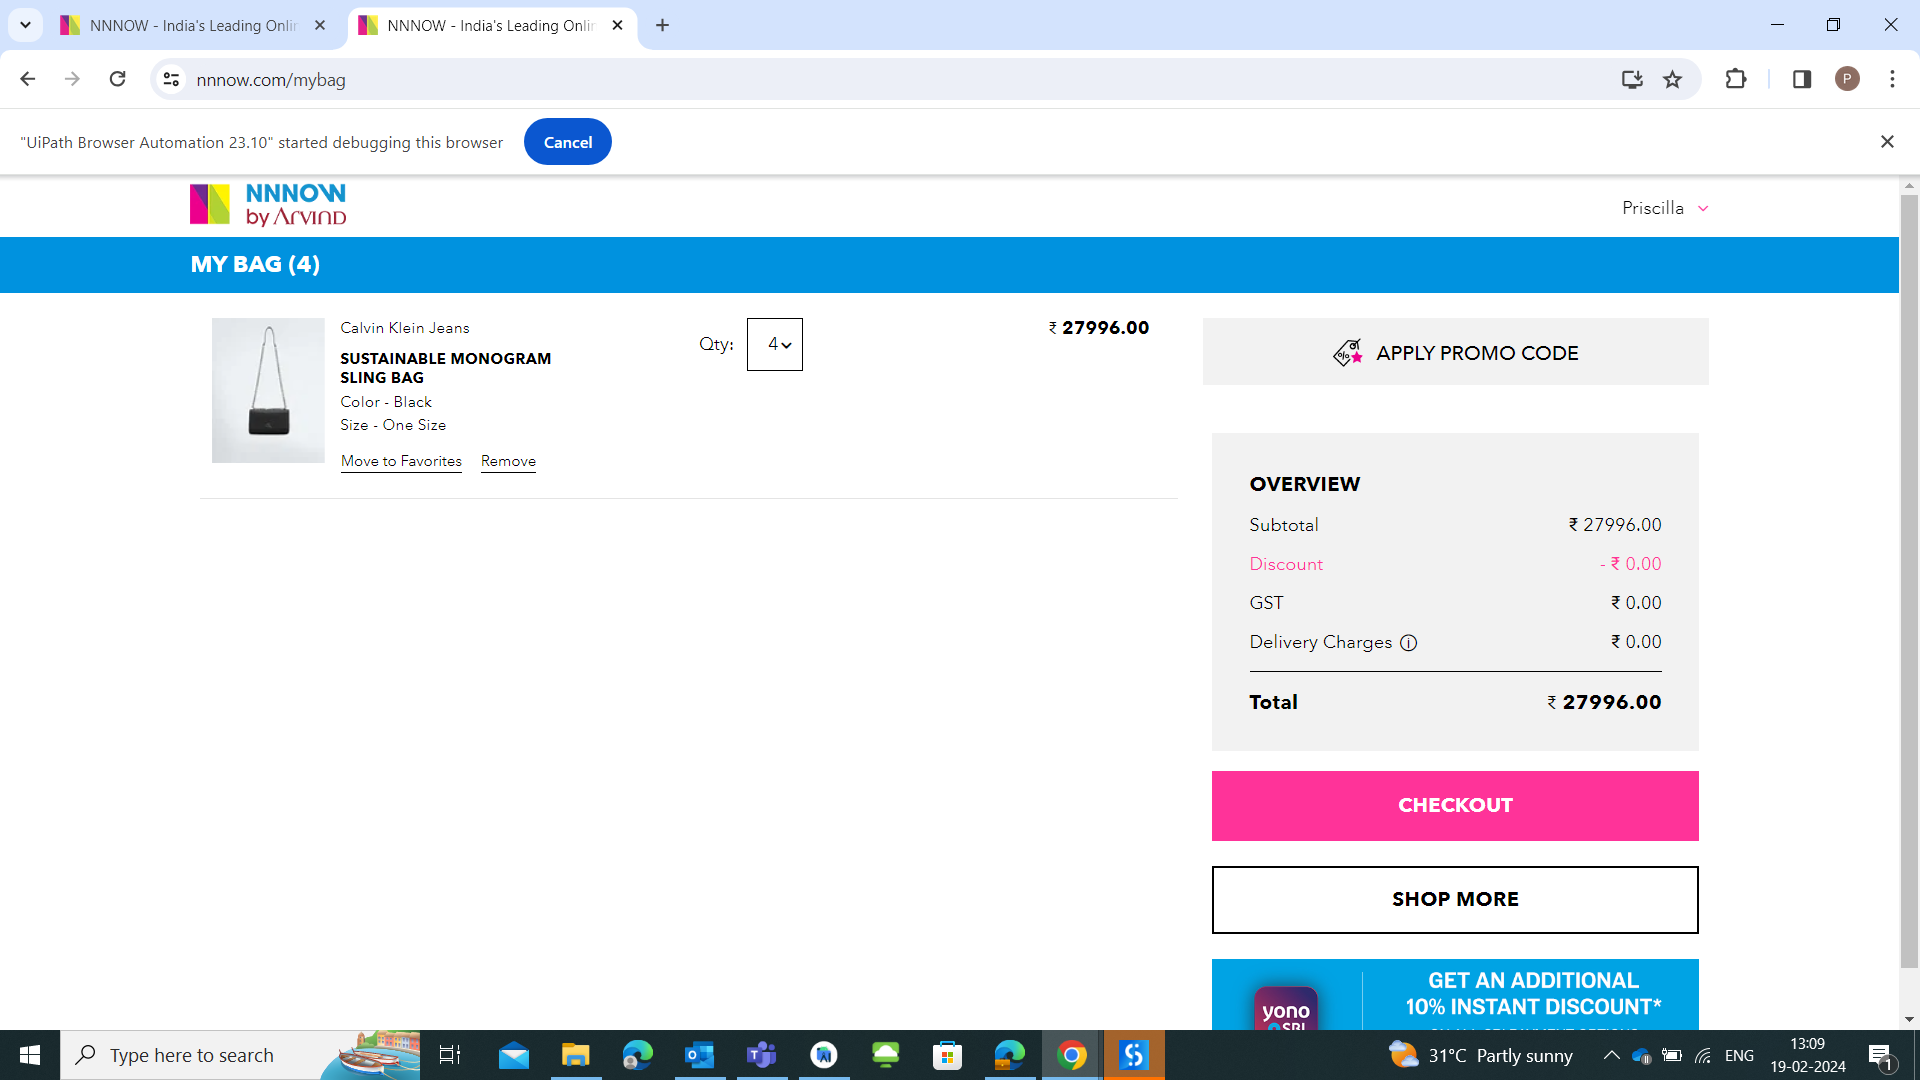 NNNOW - India's Leading Onlin
NNNOW - India's Leading Onlin
nnnow.com/mybag
P
"UiPath Browser Automation 23.10" started debugging this browser
Cancel
NNNOW
by Arvind
Priscilla
MY BAG (4)
Calvin Klein Jeans
SUSTAINABLE MONOGRAM
SLING BAG
Color - Black
Size - One Size
Move to Favorites Remove
Qty: 4
₹ 27996.00
APPLY PROMO CODE
OVERVIEW
Subtotal ₹ 27996.00
Discount - ₹ 0.00
GST ₹ 0.00
Delivery Charges ₹ 0.00
Total ₹ 27996.00
CHECKOUT
SHOP MORE
yono
SBI
GET AN ADDITIONAL
10% INSTANT DISCOUNT*
Type here to search
31°C Partly sunny
ENG
13:09
19-02-2024
1